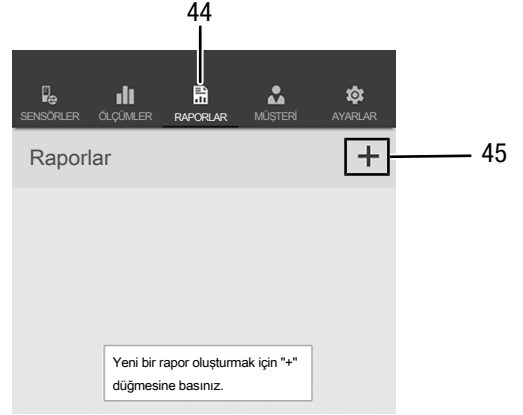 44
SENSÖRLER ÖLÇÜMLER RAPORLAR MÜŞTERİ AYARLAR
Raporlar +
45
Yeni bir rapor oluşturmak için "+"
düğmesine basınız.